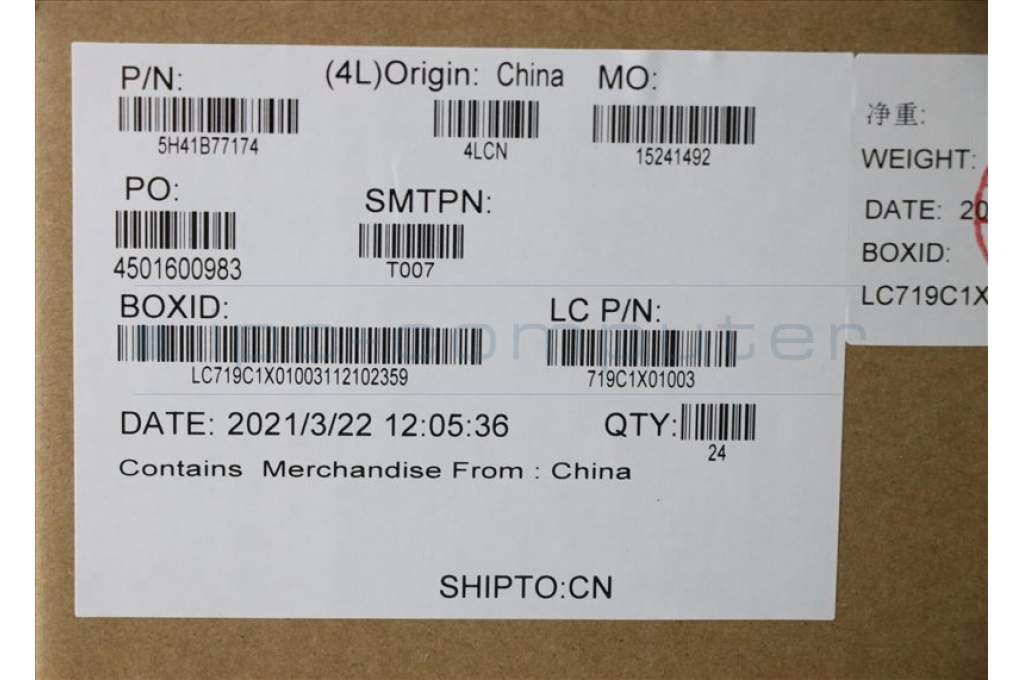 P/N:
(4L)Origin: China
MO:
5H41B77174
4LCN
15241492
PO:
SMTPN:
4501600983
T007
BOXID:
LC P/N:
LC719C1X01003112102359
719C1X01003
DATE: 2021/3/22 12:05:36
QTY:
24
Contains Merchandise From : China
SHIPTO:CN
净重:
WEIGHT:
DATE: 20
BOXID:
LC719C1X